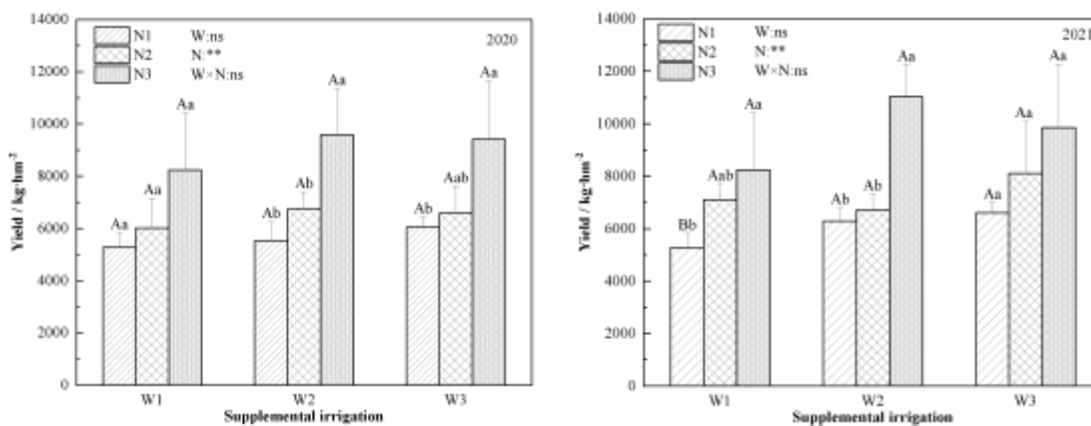 14000
12000
10000
8000
6000
4000
2000
0
Yield / kg·hm⁻²
N1 W:ns
N2 N:**
N3 W×N:ns
2020
Aa
Aa
Aa
Ab
Ab
Aa
Ab
Aab
Aa
W1 W2 W3
Supplemental irrigation
14000
12000
10000
8000
6000
4000
2000
0
Yield / kg·hm⁻²
N1 W:ns
N2 N:**
N3 W×N:ns
2021
Bb
Aab
Aa
Ab
Ab
Aa
Aa
Aa
Aa
W1 W2 W3
Supplemental irrigation